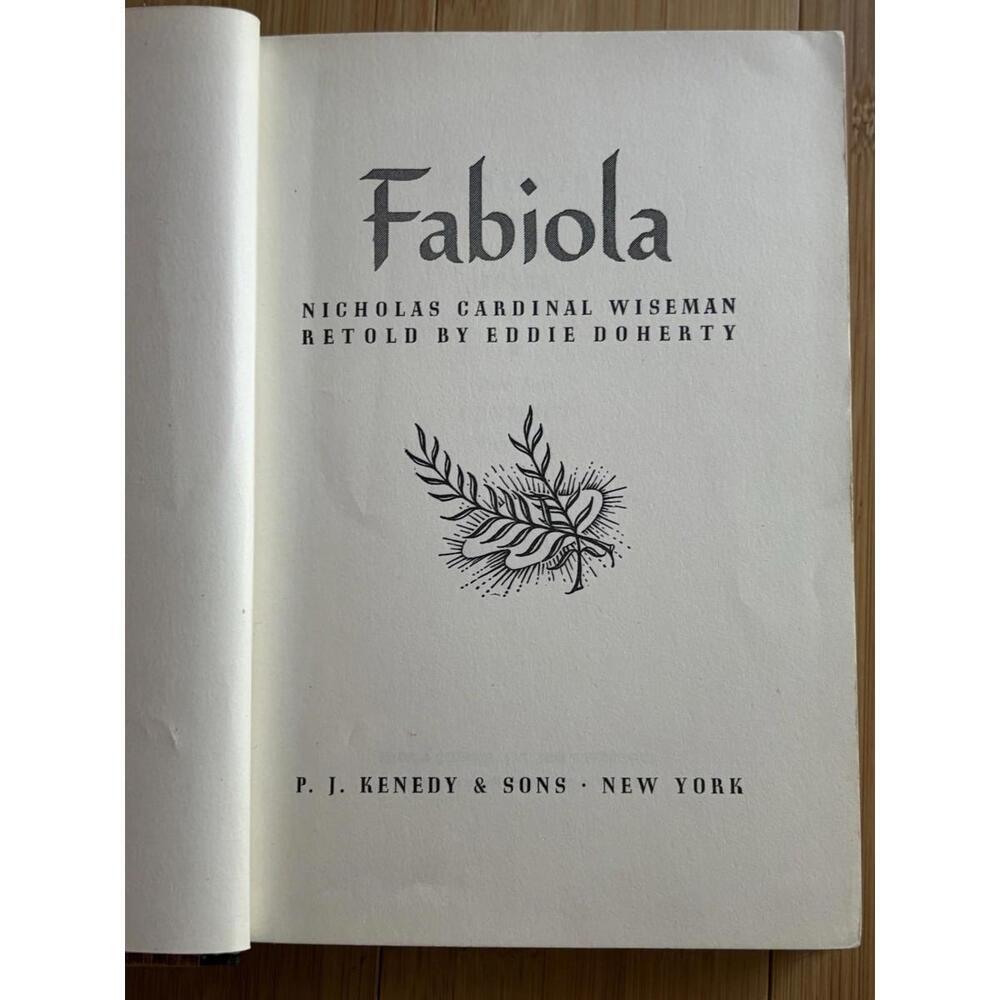 Fabiola
NICHOLAS CARDINAL WISEMAN
RETOLD BY EDDIE DOHERTY
P. J. KENEDY & SONS · NEW YORK